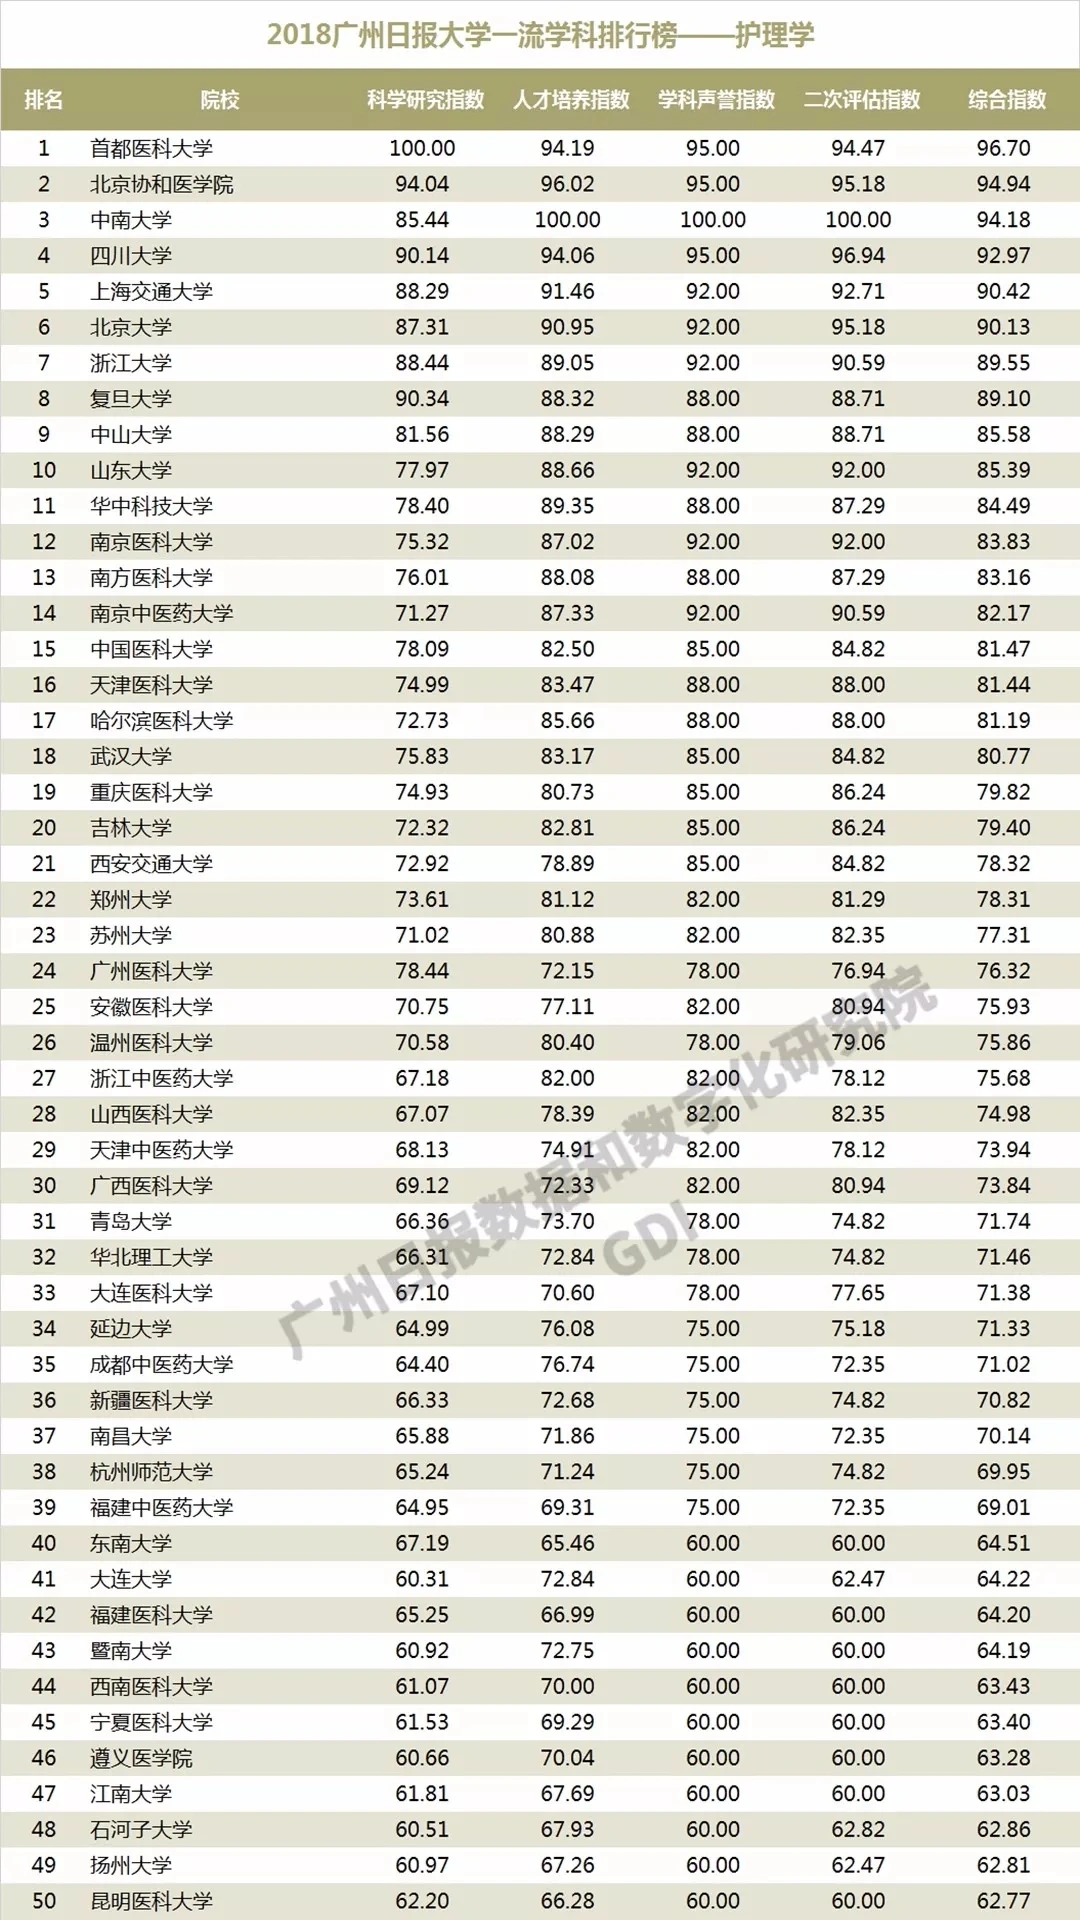 2018广州日报大学一流学科排行榜——护理学
排名 院校 科学研究指数 人才培养指数 学科声誉指数 二次评估指数 综合指数
1 首都医科大学 100.00 94.19 95.00 94.47 96.70
2 北京协和医学院 94.04 96.02 95.00 95.18 94.94
3 中南大学 85.44 100.00 100.00 100.00 94.18
4 四川大学 90.14 94.06 95.00 96.94 92.97
5 上海交通大学 88.29 91.46 92.00 92.71 90.42
6 北京大学 87.31 90.95 92.00 95.18 90.13
7 浙江大学 88.44 89.05 92.00 90.59 89.55
8 复旦大学 90.34 88.32 88.00 88.71 89.10
9 中山大学 81.56 88.29 88.00 88.71 85.58
10 山东大学 77.97 88.66 92.00 92.00 85.39
11 华中科技大学 78.40 89.35 88.00 87.29 84.49
12 南京医科大学 75.32 87.02 92.00 92.00 83.83
13 南方医科大学 76.01 88.08 88.00 87.29 83.16
14 南京中医药大学 71.27 87.33 92.00 90.59 82.17
15 中国医科大学 78.09 82.50 85.00 84.82 81.47
16 天津医科大学 74.99 83.47 88.00 88.00 81.44
17 哈尔滨医科大学 72.73 85.66 88.00 88.00 81.19
18 武汉大学 75.83 83.17 85.00 84.82 80.77
19 重庆医科大学 74.93 80.73 85.00 86.24 79.82
20 吉林大学 72.32 82.81 85.00 86.24 79.40
21 西安交通大学 72.92 78.89 85.00 84.82 78.32
22 郑州大学 73.61 81.12 82.00 81.29 78.31
23 苏州大学 71.02 80.88 82.00 82.35 77.31
24 广州医科大学 78.44 72.15 78.00 76.94 76.32
25 安徽医科大学 70.75 77.11 82.00 80.94 75.93
26 温州医科大学 70.58 80.40 78.00 79.06 75.86
27 浙江中医药大学 67.18 82.00 82.00 78.12 75.68
28 山西医科大学 67.07 78.39 82.00 82.35 74.98
29 天津中医药大学 68.13 74.91 82.00 78.12 73.94
30 广西医科大学 69.12 72.33 82.00 80.94 73.84
31 青岛大学 66.36 73.70 78.00 74.82 71.74
32 华北理工大学 66.31 72.84 78.00 74.82 71.46
33 大连医科大学 67.10 70.60 78.00 77.65 71.38
34 延边大学 64.99 76.08 75.00 75.18 71.33
35 成都中医药大学 64.40 76.74 75.00 72.35 71.02
36 新疆医科大学 66.33 72.68 75.00 74.82 70.82
37 南昌大学 65.88 71.86 75.00 72.35 70.14
38 杭州师范大学 65.24 71.24 75.00 74.82 69.95
39 福建中医药大学 64.95 69.31 75.00 72.35 69.01
40 东南大学 67.19 65.46 60.00 60.00 64.51
41 大连大学 60.31 72.84 60.00 62.47 64.22
42 福建医科大学 65.25 66.99 60.00 60.00 64.20
43 暨南大学 60.92 72.75 60.00 60.00 64.19
44 西南医科大学 61.07 70.00 60.00 60.00 63.43
45 宁夏医科大学 61.53 69.29 60.00 60.00 63.40
46 遵义医学院 60.66 70.04 60.00 60.00 63.28
47 江南大学 61.81 67.69 60.00 60.00 63.03
48 石河子大学 60.51 67.93 60.00 62.82 62.86
49 扬州大学 60.97 67.26 60.00 62.47 62.81
50 昆明医科大学 62.20 66.28 60.00 60.00 62.77
广州日报数据和数字化研究院
GDI